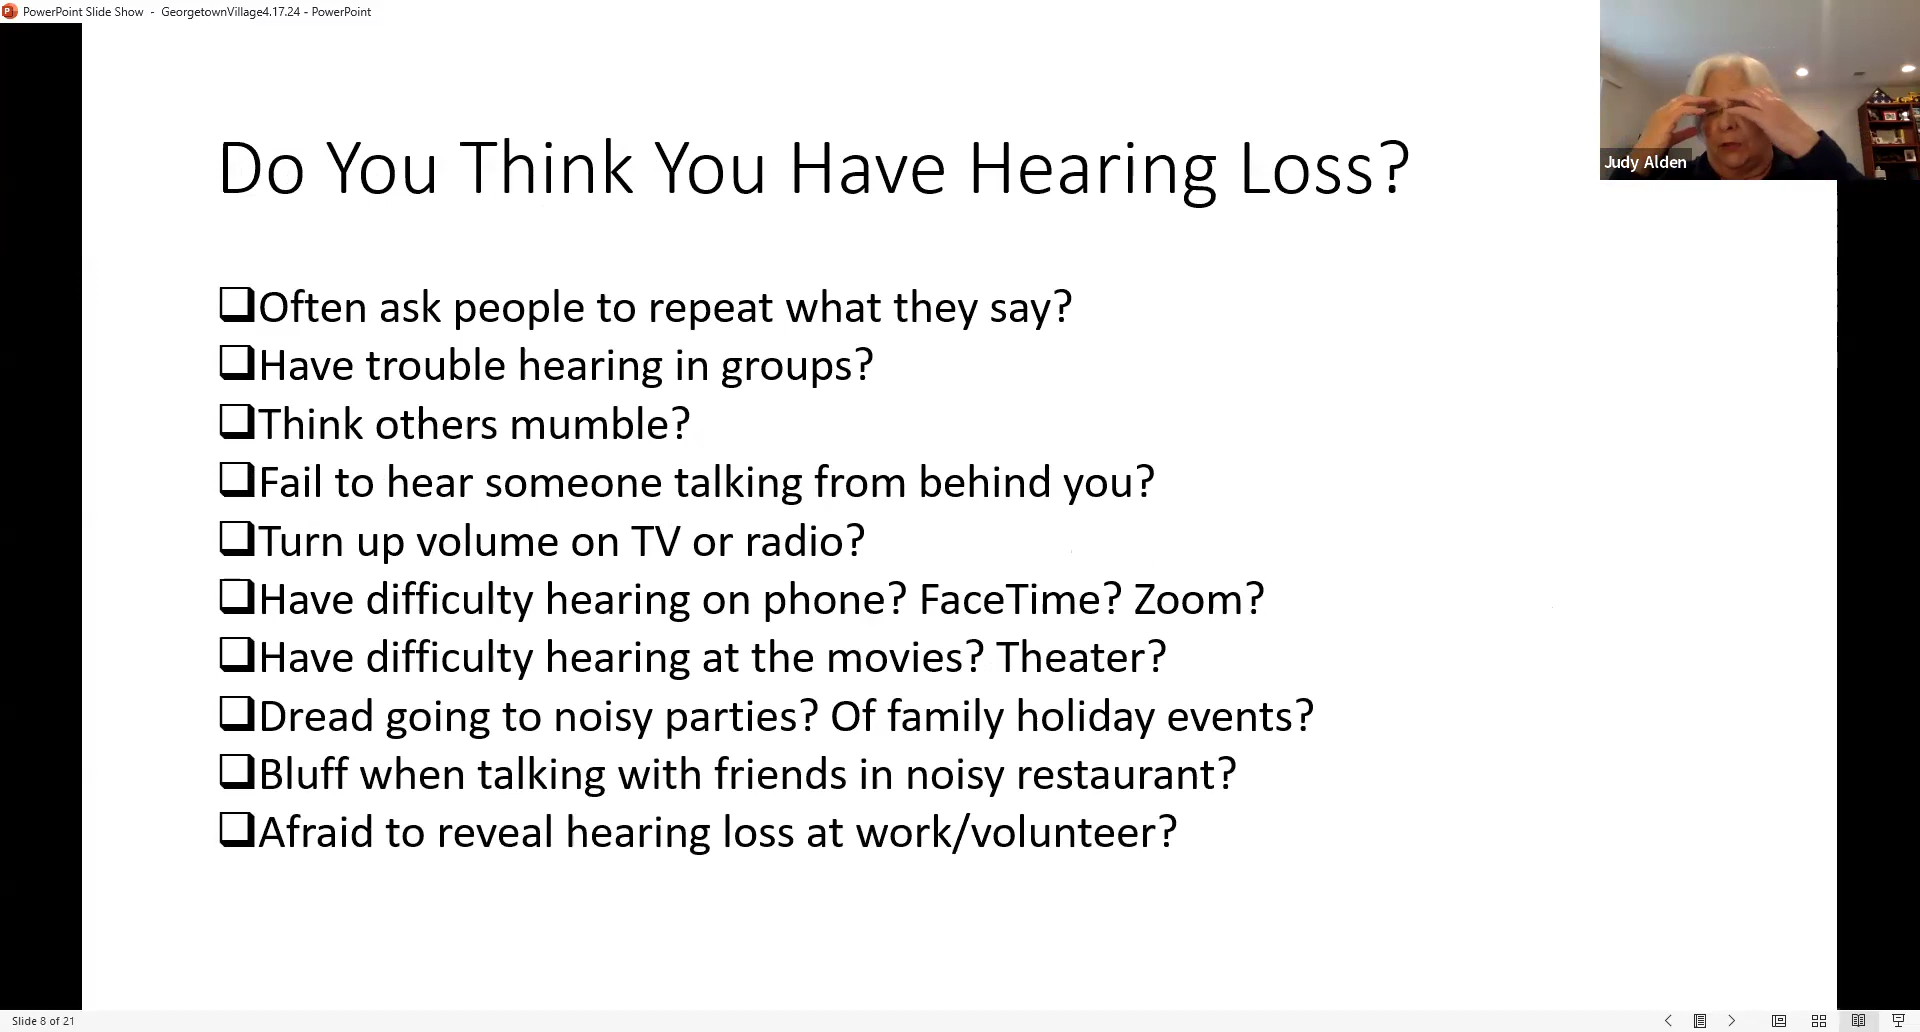 PowerPoint Slide Show - GeorgetownVillage4.17.24 - PowerPoint
Judy Alden
Do You Think You Have Hearing Loss?
❑Often ask people to repeat what they say?
❑Have trouble hearing in groups?
❑Think others mumble?
❑Fail to hear someone talking from behind you?
❑Turn up volume on TV or radio?
❑Have difficulty hearing on phone? FaceTime? Zoom?
❑Have difficulty hearing at the movies? Theater?
❑Dread going to noisy parties? Of family holiday events?
❑Bluff when talking with friends in noisy restaurant?
❑Afraid to reveal hearing loss at work/volunteer?
Slide 8 of 21